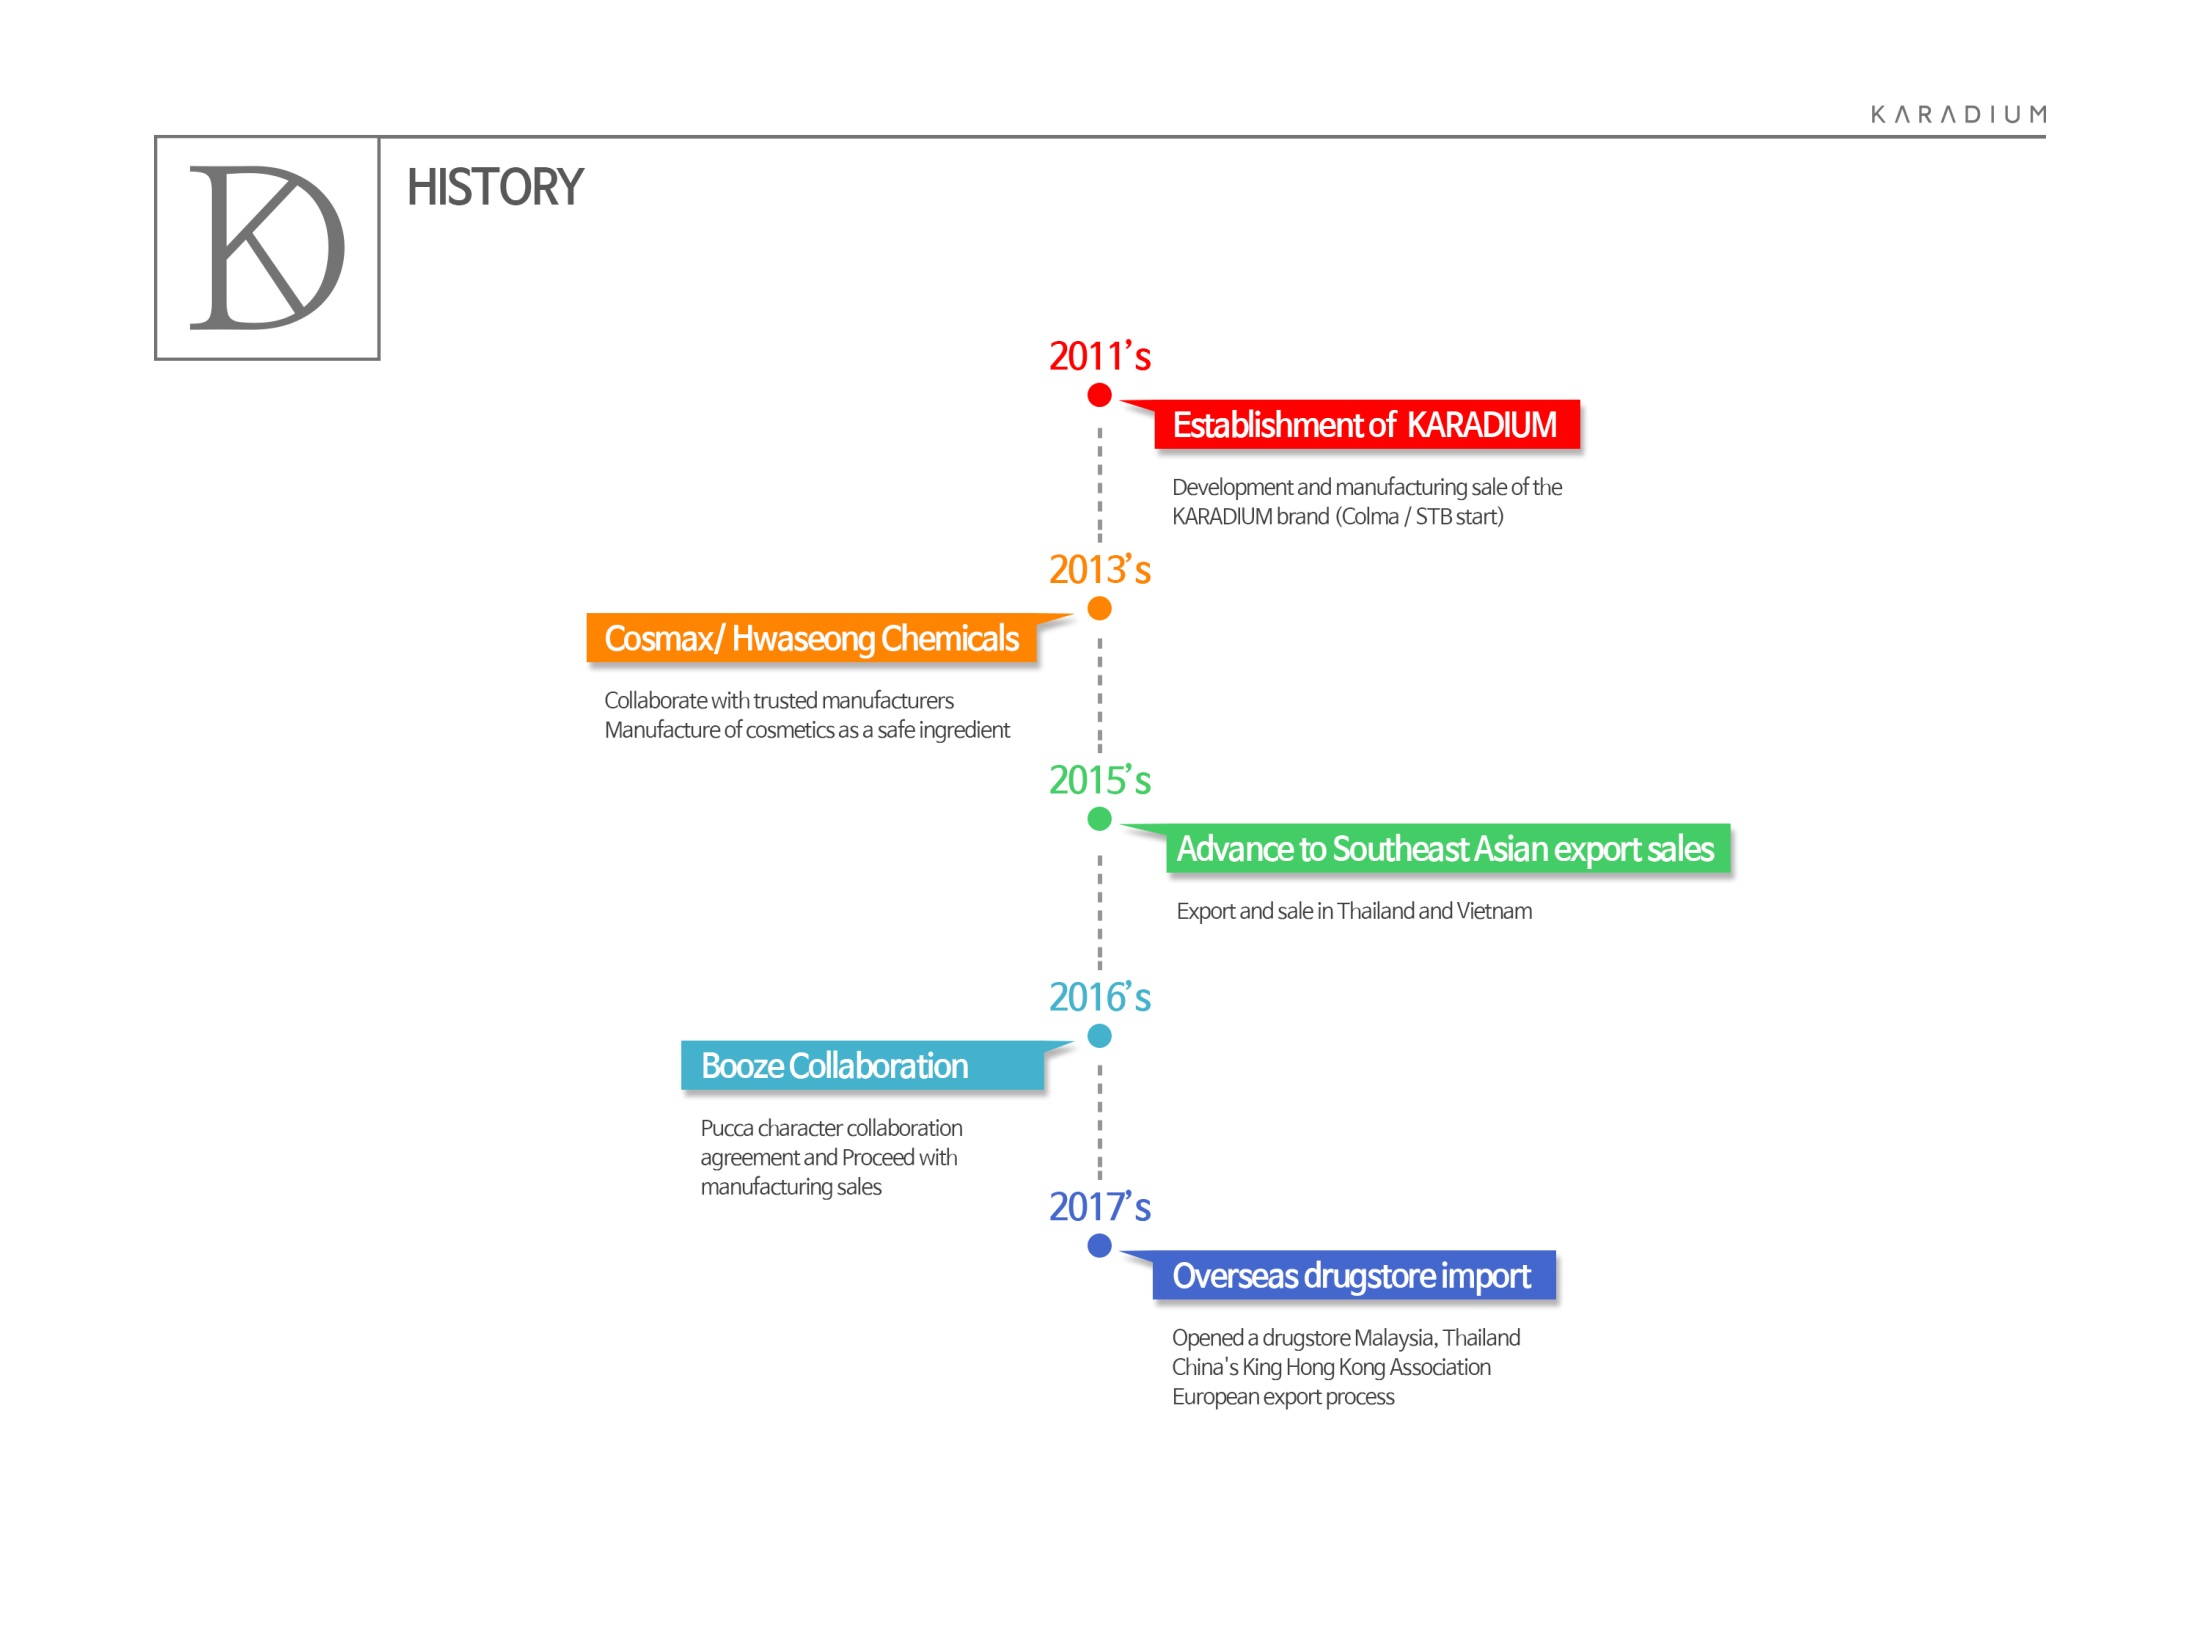 KARADIUM
KD
HISTORY
2011’s
Establishment of KARADIUM
Development and manufacturing sale of the
KARADIUM brand (Colma / STB start)
2013’s
Cosmax/ Hwaseong Chemicals
Collaborate with trusted manufacturers
Manufacture of cosmetics as a safe ingredient
2015’s
Advance to Southeast Asian export sales
Export and sale in Thailand and Vietnam
2016’s
Booze Collaboration
Pucca character collaboration
agreement and Proceed with
manufacturing sales
2017’s
Overseas drugstore import
Opened a drugstore Malaysia, Thailand
China's King Hong Kong Association
European export process